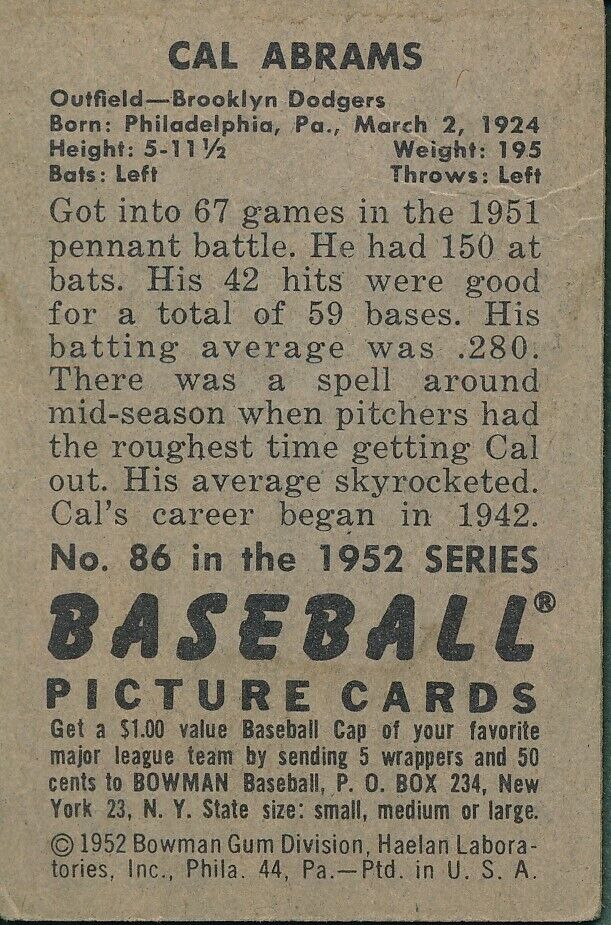 CAL ABRAMS
Outfield—Brooklyn Dodgers
Born: Philadelphia, Pa., March 2, 1924
Height: 5-11 ½ Weight: 195
Bats: Left Throws: Left
Got into 67 games in the 1951
pennant battle. He had 150 at
bats. His 42 hits were good
for a total of 59 bases. His
batting average was .280.
There was a spell around
mid-season when pitchers had
the roughest time getting Cal
out. His average skyrocketed.
Cal's career began in 1942.
No. 86 in the 1952 SERIES
BASEBALL®
PICTURE CARDS
Get a $1.00 value Baseball Cap of your favorite
major league team by sending 5 wrappers and 50
cents to BOWMAN Baseball, P. O. BOX 234, New
York 23, N. Y. State size: small, medium or large.
© 1952 Bowman Gum Division, Haelan Labora-
tories, Inc., Phila. 44, Pa.—Ptd. in U. S. A.